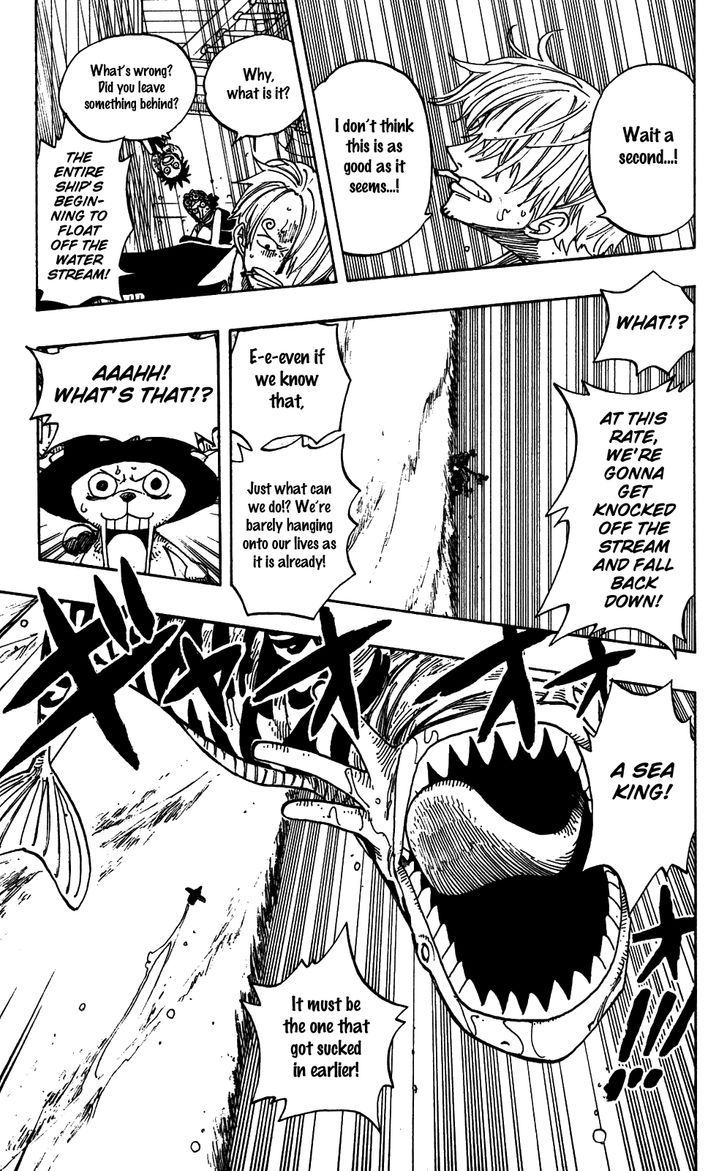 Wait a
second...!
I don't think
this is as
good as it
seems...!
Why,
what is it?
What's wrong?
Did you leave
something behind?
THE
ENTIRE
SHIP'S
BEGIN-
NING TO
FLOAT
OFF THE
WATER
STREAM!
WHAT!?
AT THIS
RATE,
WE'RE
GONNA
GET
KNOCKED
OFF THE
STREAM
AND FALL
BACK
DOWN!
E-e-even if
we know
that,
Just what can
we do!? We're
barely hanging
onto our lives as
it is already!
AAAHH!
WHAT'S THAT!?
A SEA
KING!
ギャオオオオ!!!
It must be
the one that
got sucked
in earlier!